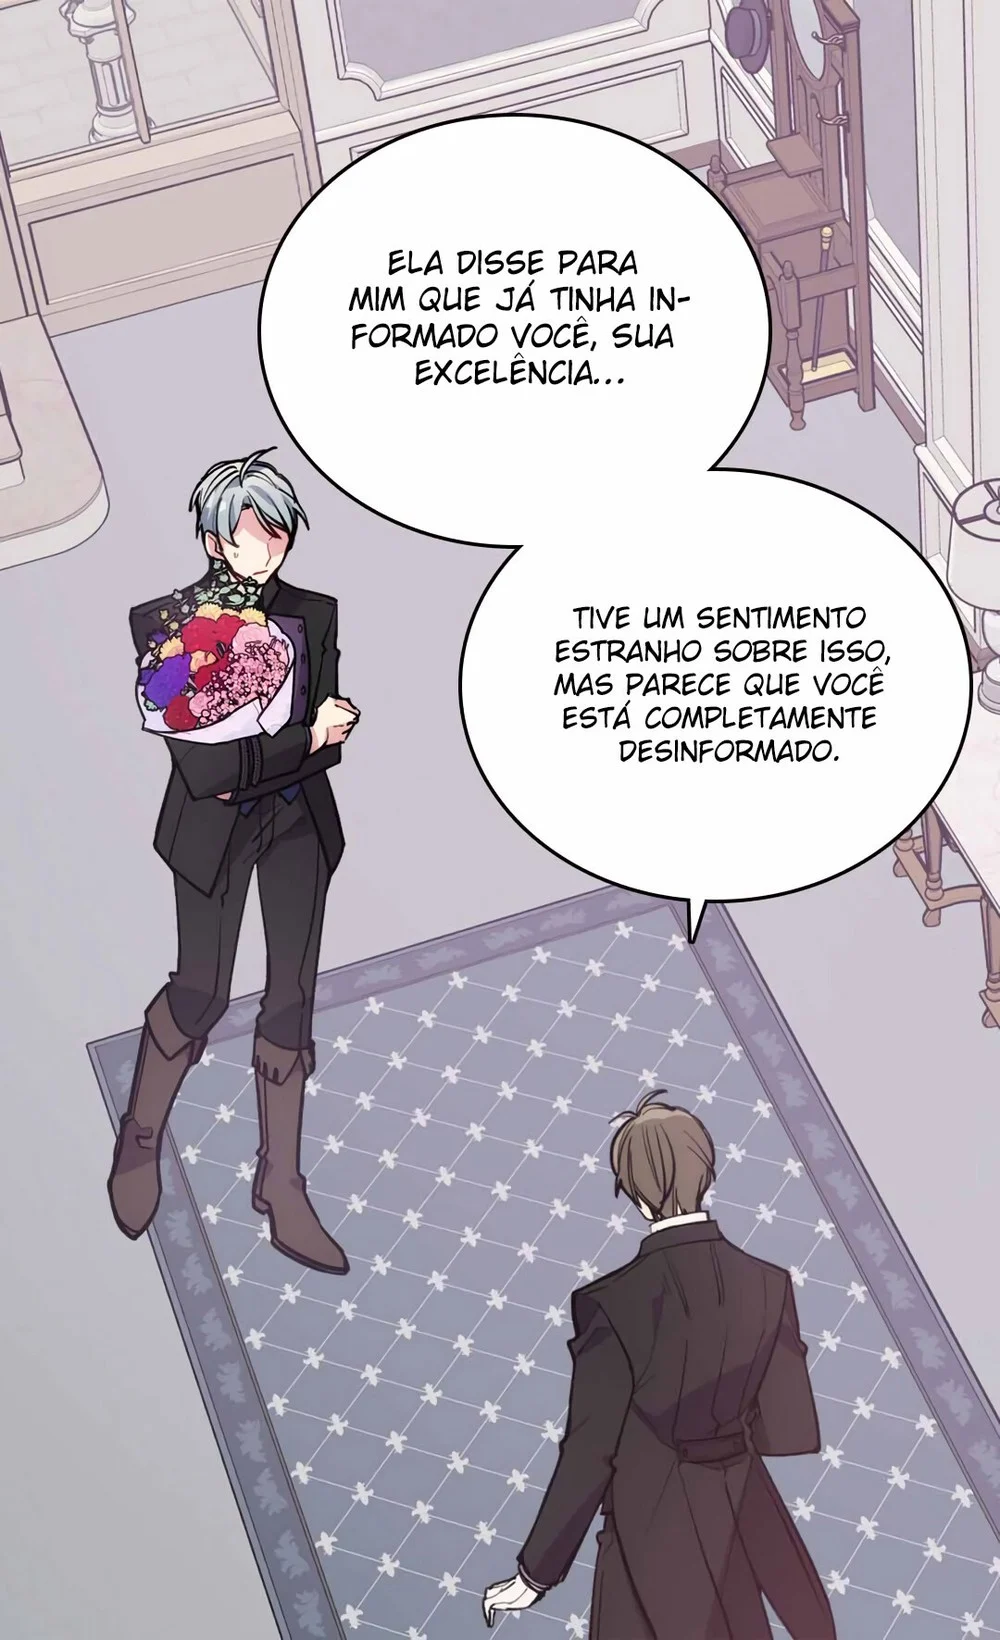 ELA DISSE PARA
MIM QUE JÁ TINHA IN-
FORMADO VOCÊ, SUA
EXCELÊNCIA...
TIVE UM SENTIMENTO
ESTRANHO SOBRE ISSO,
MAS PARECE QUE VOCÊ
ESTÁ COMPLETAMENTE
DESINFORMADO.